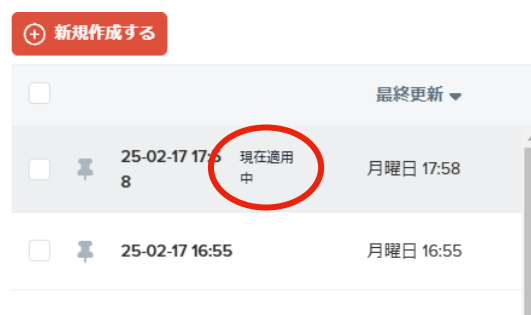 新規作成する
最終更新
25-02-17 17:5
8
現在適用
中
月曜日 17:58
25-02-17 16:55
月曜日 16:55